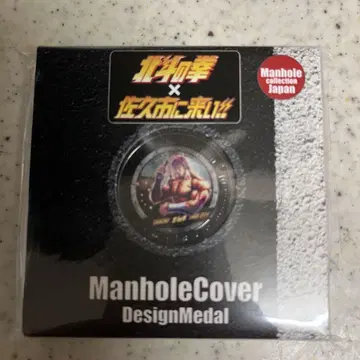 北斗の拳
×
佐久市に来い!!
Manhole
collection
Japan
ManholeCover
DesignMedal